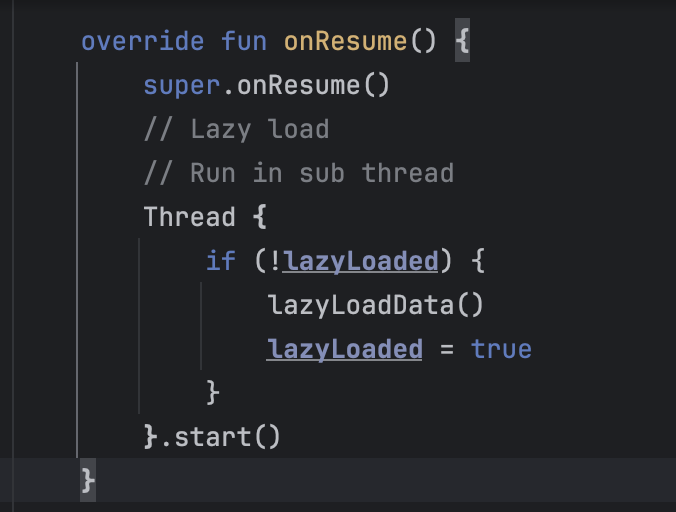 override fun onResume() {
super.onResume()
// Lazy load
// Run in sub thread
Thread {
if (!lazyLoaded) {
lazyLoadData()
lazyLoaded = true
}
}.start()
}